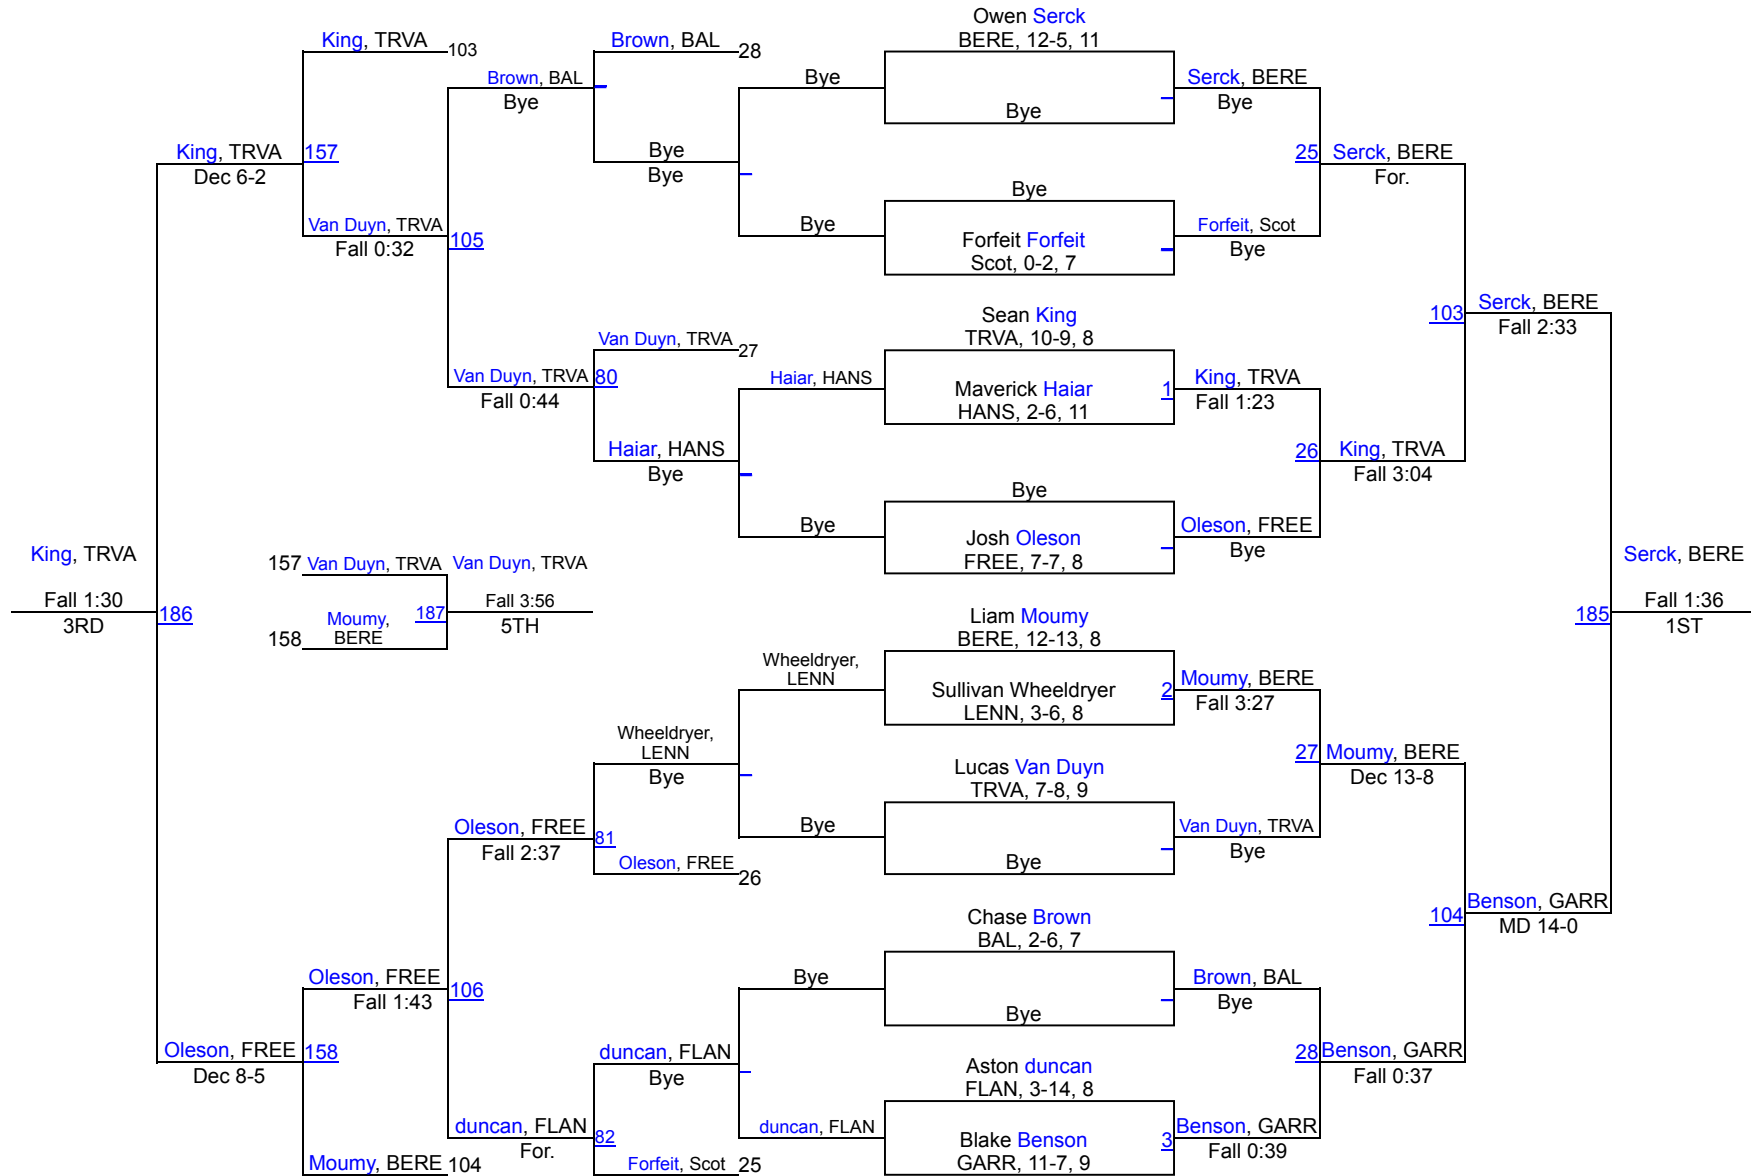 Owen Serck
BERE, 12-5, 11
King, TRVA 103
Brown, BAL 28
Brown, BAL
Bye
Bye
Serck, BERE
Bye
Bye
King, TRVA 157
Dec 6-2
Bye
Bye
25 Serck, BERE
For.
Bye
Van Duyn, TRVA 105
Fall 0:32
Bye
Forfeit Forfeit
Scot, 0-2, 7
Forfeit, Scot
Bye
103 Serck, BERE
Fall 2:33
Sean King
TRVA, 10-9, 8
Van Duyn, TRVA 27
Van Duyn, TRVA 80
Fall 0:44
Haiar, HANS
Maverick Haiar
HANS, 2-6, 11
1 King, TRVA
Fall 1:23
Haiar, HANS
Bye
26 King, TRVA
Fall 3:04
Bye
Bye
Josh Oleson
FREE, 7-7, 8
Oleson, FREE
Bye
King, TRVA
Fall 1:30
3RD
186
157 Van Duyn, TRVA
Van Duyn, TRVA
158 Moumy,
BERE
187
Fall 3:56
5TH
Serck, BERE
185 Fall 1:36
1ST
Liam Moumy
BERE, 12-13, 8
Wheeldryer,
LENN
Sullivan Wheeldryer
LENN, 3-6, 8
2 Moumy, BERE
Fall 3:27
Wheeldryer,
LENN
Bye
27 Moumy, BERE
Dec 13-8
Lucas Van Duyn
TRVA, 7-8, 9
Oleson, FREE 81
Fall 2:37
Bye
Bye
Van Duyn, TRVA
Bye
Oleson, FREE 26
104 Benson, GARR
MD 14-0
Chase Brown
BAL, 2-6, 7
Oleson, FREE 106
Fall 1:43
Bye
Bye
Brown, BAL
Bye
Oleson, FREE 158
Dec 8-5
duncan, FLAN
Bye
28 Benson, GARR
Fall 0:37
Aston duncan
FLAN, 3-14, 8
duncan, FLAN 82
For.
duncan, FLAN
Blake Benson
GARR, 11-7, 9
3 Benson, GARR
Fall 0:39
Moumy, BERE 104
Forfeit, Scot 25